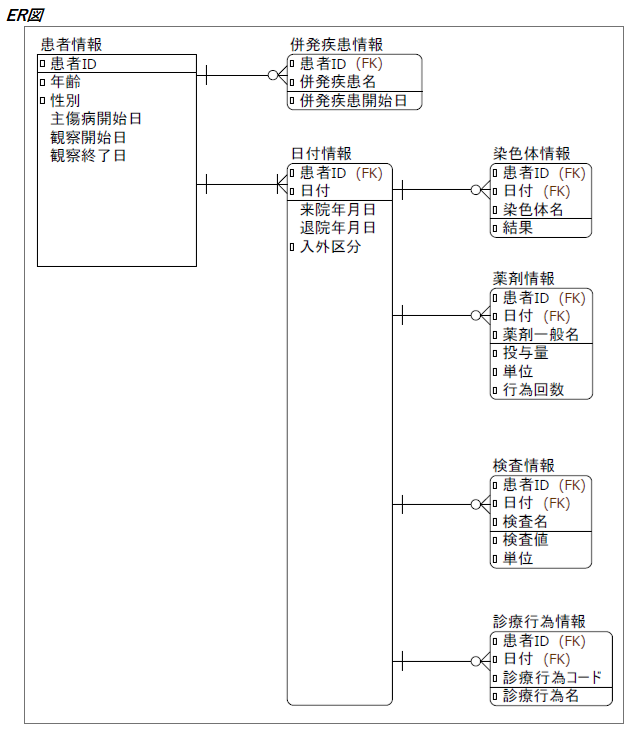 ER図
患者情報
患者ID
年齢
性別
主傷病開始日
観察開始日
観察終了日
併発疾患情報
患者ID (FK)
併発疾患名
併発疾患開始日
日付情報
患者ID (FK)
日付
来院年月日
退院年月日
入外区分
染色体情報
患者ID (FK)
日付 (FK)
染色体名
結果
薬剤情報
患者ID (FK)
日付 (FK)
薬剤一般名
投与量
単位
行為回数
検査情報
患者ID (FK)
日付 (FK)
検査名
検査値
単位
診療行為情報
患者ID (FK)
日付 (FK)
診療行為コード
診療行為名